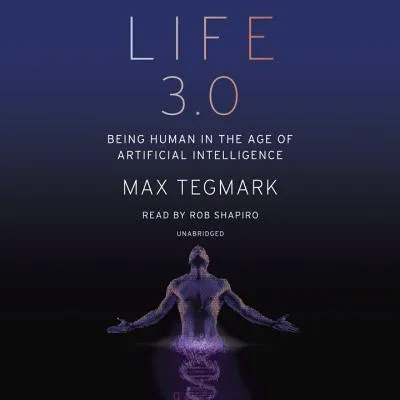 LIFE
3.0
BEING HUMAN IN THE AGE OF
ARTIFICIAL INTELLIGENCE
MAX TEGMARK
READ BY ROB SHAPIRO
UNABRIDGED